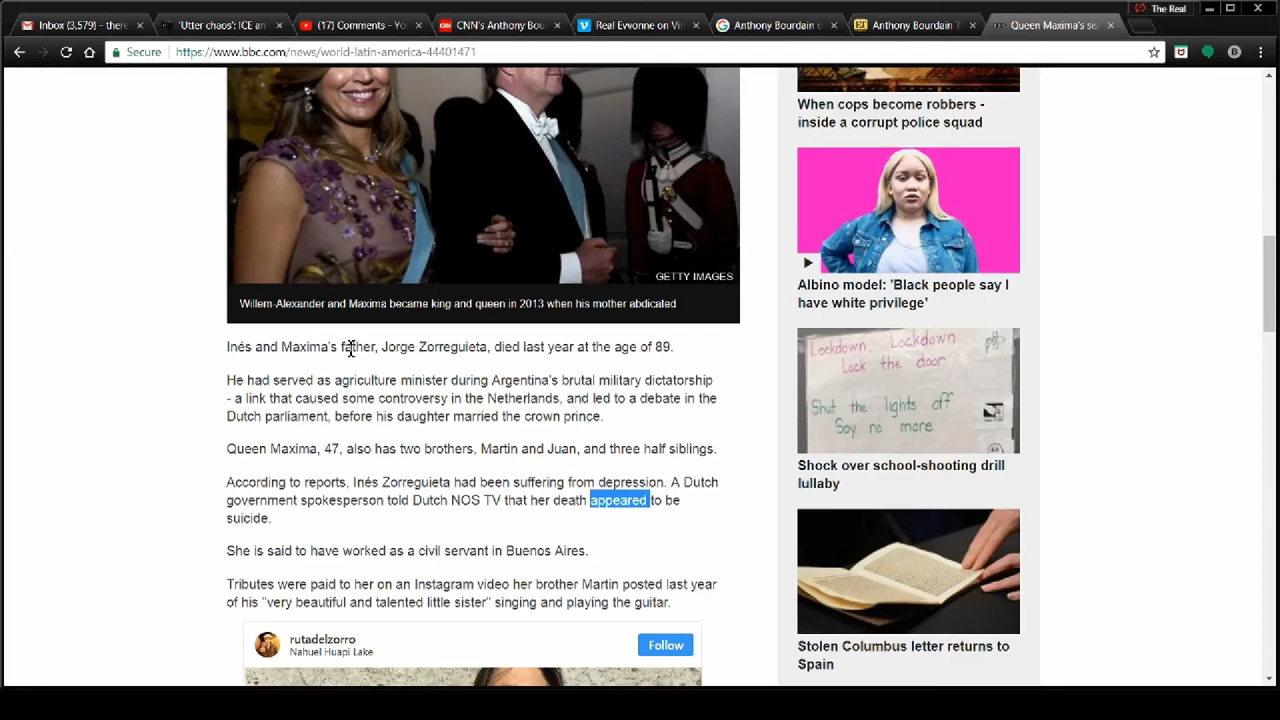 Inbox (3,579) - there
'Utter chaos': ICE ar
(17) Comments - Yo
CNN's Anthony Bou
Real Evvonne on Vin
Anthony Bourdain o
Anthony Bourdain T
Queen Maxima's sis
The Real
Secure
https://www.bbc.com/news/world-latin-america-44401471
GETTY IMAGES
Willem-Alexander and Maxima became king and queen in 2013 when his mother abdicated
Inés and Maxima's father, Jorge Zorreguieta, died last year at the age of 89.
He had served as agriculture minister during Argentina's brutal military dictatorship
- a link that caused some controversy in the Netherlands, and led to a debate in the
Dutch parliament, before his daughter married the crown prince.
Queen Maxima, 47, also has two brothers, Martin and Juan, and three half siblings.
According to reports, Inés Zorreguieta had been suffering from depression. A Dutch
government spokesperson told Dutch NOS TV that her death appeared to be
suicide.
She is said to have worked as a civil servant in Buenos Aires.
Tributes were paid to her on an Instagram video her brother Martin posted last year
of his "very beautiful and talented little sister" singing and playing the guitar.
rutadelzorro
Nahuel Huapi Lake
Follow
When cops become robbers -
inside a corrupt police squad
Albino model: 'Black people say I
have white privilege'
Lockdown, Lockdown
Lock the door
Shut the lights off
Say no more
Shock over school-shooting drill
lullaby
Stolen Columbus letter returns to
Spain